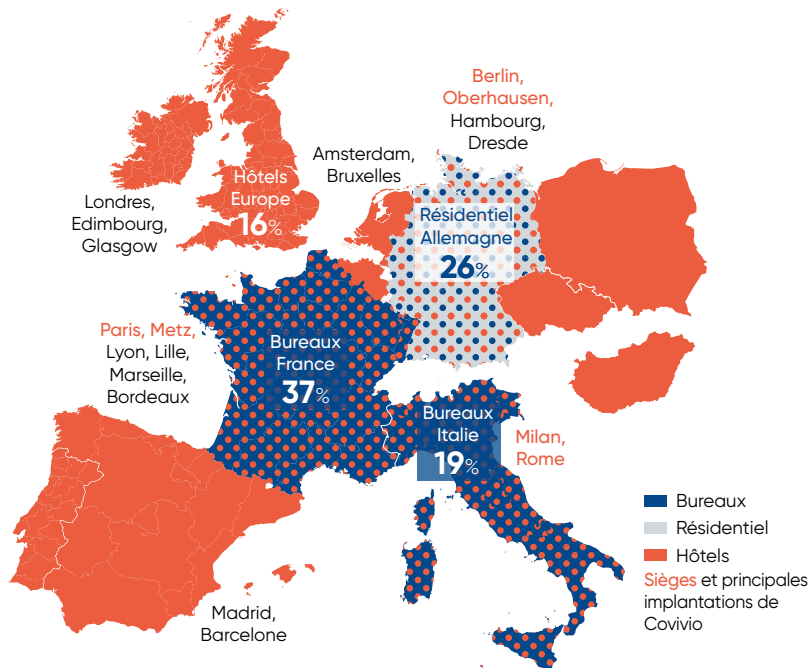 Berlin,
Oberhausen,
Hambourg,
Dresde
Amsterdam,
Bruxelles
Hôtels
Europe
16%
Londres,
Edimbourg,
Glasgow
Résidentiel
Allemagne
26%
Paris, Metz,
Lyon, Lille,
Marseille,
Bordeaux
Bureaux
France
37%
Bureaux
Italie
19%
Milan,
Rome
Madrid,
Barcelone
Bureaux
Résidentiel
Hôtels
Sièges et principales
implantations de
Covivio